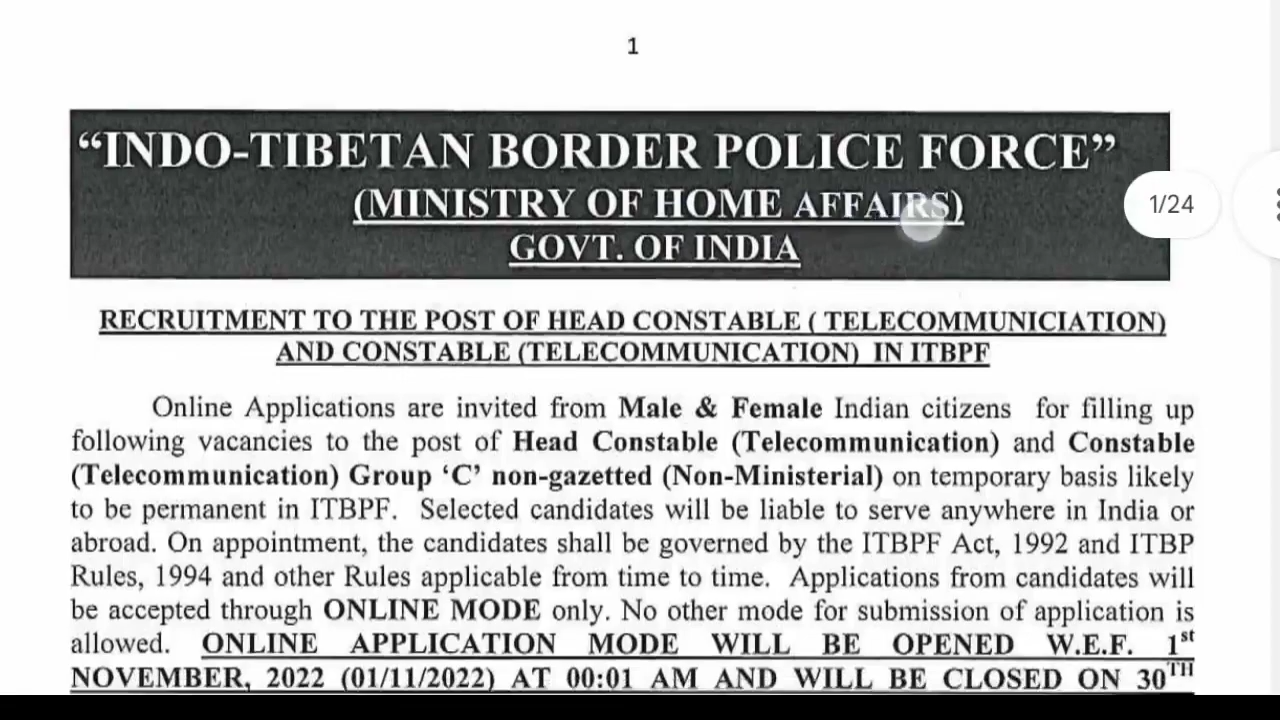 1
“INDO-TIBETAN BORDER POLICE FORCE”
(MINISTRY OF HOME AFFAIRS)
GOVT. OF INDIA
1/24
RECRUITMENT TO THE POST OF HEAD CONSTABLE ( TELECOMMUNICIATION)
AND CONSTABLE (TELECOMMUNICATION) IN ITBPF
Online Applications are invited from Male & Female Indian citizens for filling up
following vacancies to the post of Head Constable (Telecommunication) and Constable
(Telecommunication) Group ‘C’ non-gazetted (Non-Ministerial) on temporary basis likely
to be permanent in ITBPF. Selected candidates will be liable to serve anywhere in India or
abroad. On appointment, the candidates shall be governed by the ITBPF Act, 1992 and ITBP
Rules, 1994 and other Rules applicable from time to time. Applications from candidates will
be accepted through ONLINE MODE only. No other mode for submission of application is
allowed. ONLINE APPLICATION MODE WILL BE OPENED W.E.F. 1st
NOVEMBER, 2022 (01/11/2022) AT 00:01 AM AND WILL BE CLOSED ON 30TH